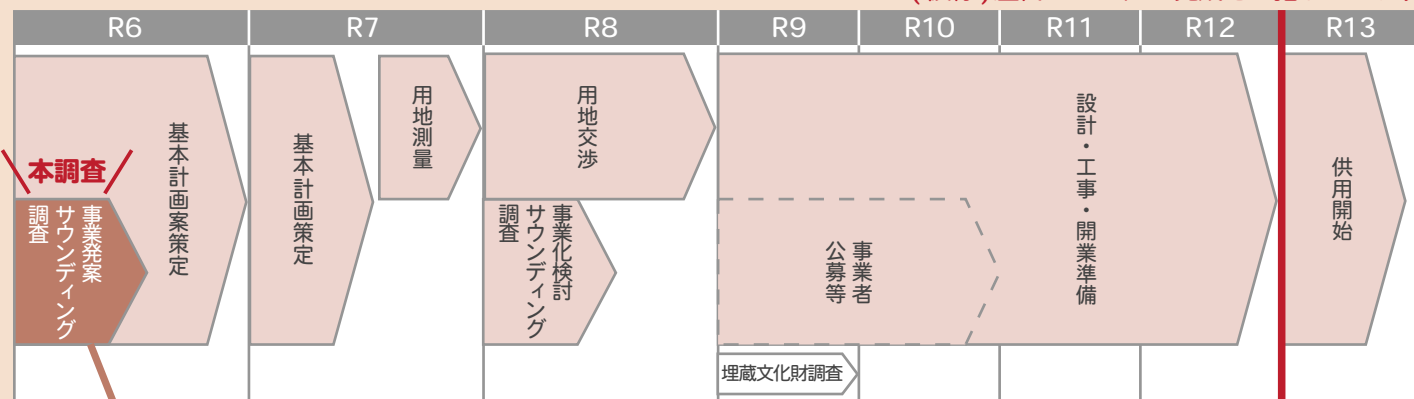 R6
R7
R8
R9
R10
R11
R12
R13
本調査
事業発案
サウンディング
調査
基本計画案策定
基本計画策定
用地測量
用地交渉
事業化検討
サウンディング
調査
事業者
公募等
設計・工事・開業準備
供用開始
埋蔵文化財調査